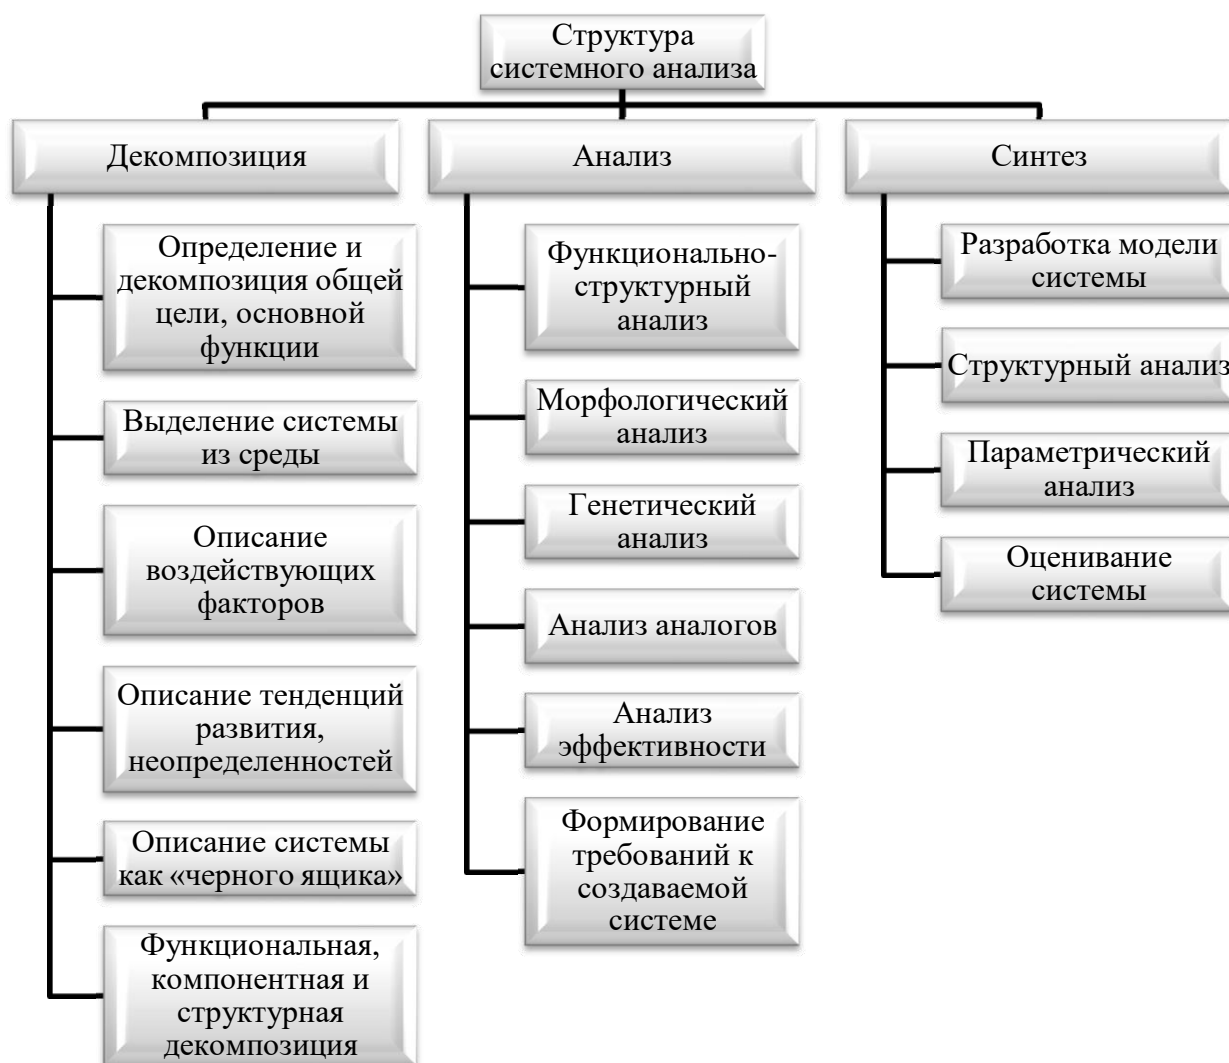 Структура
системного анализа
Декомпозиция
Определение и
декомпозиция общей
цели, основной
функции
Выделение системы
из среды
Описание
воздействующих
факторов
Описание тенденций
развития,
неопределенностей
Описание системы
как «черного ящика»
Функциональная,
компонентная и
структурная
декомпозиция
Анализ
Функционально-
структурный
анализ
Морфологический
анализ
Генетический
анализ
Анализ аналогов
Анализ
эффективности
Формирование
требований к
создаваемой
системе
Синтез
Разработка модели
системы
Структурный анализ
Параметрический
анализ
Оценивание
системы